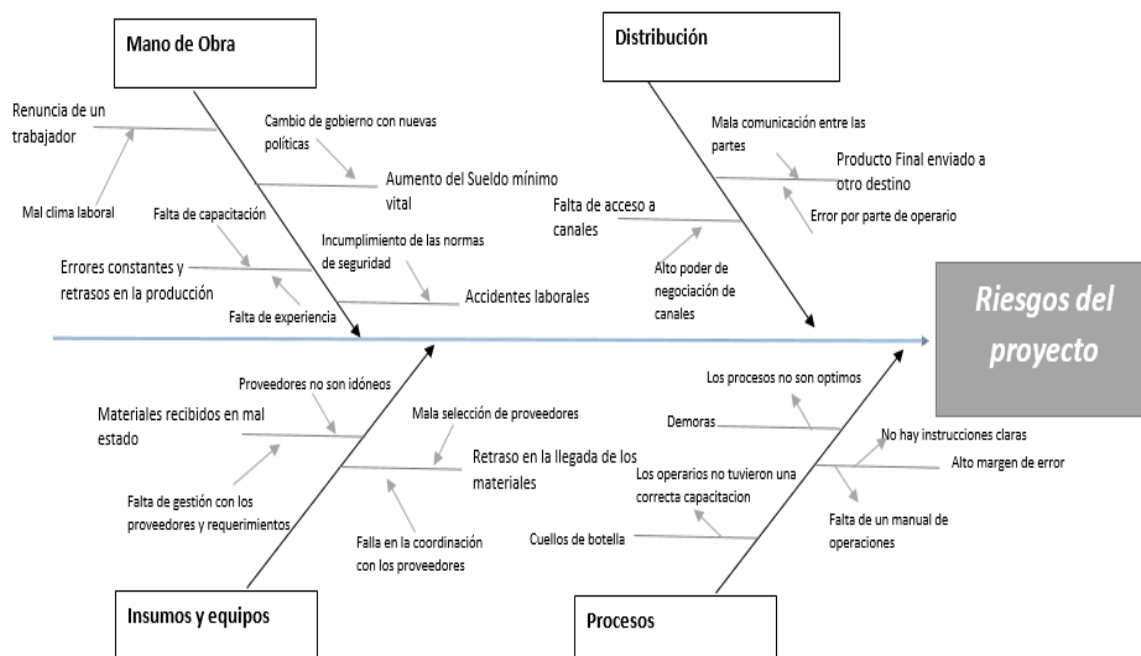 Mano de Obra
Distribución
Renuncia de un
trabajador
Cambio de gobierno con nuevas
políticas
Mal clima laboral
Aumento del Sueldo mínimo
vital
Falta de capacitación
Errores constantes y
retrasos en la producción
Falta de experiencia
Incumplimiento de las normas
de seguridad
Accidentes laborales
Mala comunicación entre las
partes
Producto Final enviado a
otro destino
Error por parte de operario
Falta de acceso a
canales
Alto poder de
negociación de
canales
Riesgos del
proyecto
Proveedores no son idóneos
Materiales recibidos en mal
estado
Falta de gestión con los
proveedores y requerimientos
Mala selección de proveedores
Retraso en la llegada de los
materiales
Falla en la coordinación
con los proveedores
Los procesos no son optimos
Demoras
No hay instrucciones claras
Alto margen de error
Los operarios no tuvieron una
correcta capacitacion
Falta de un manual de
operaciones
Cuellos de botella
Insumos y equipos
Procesos